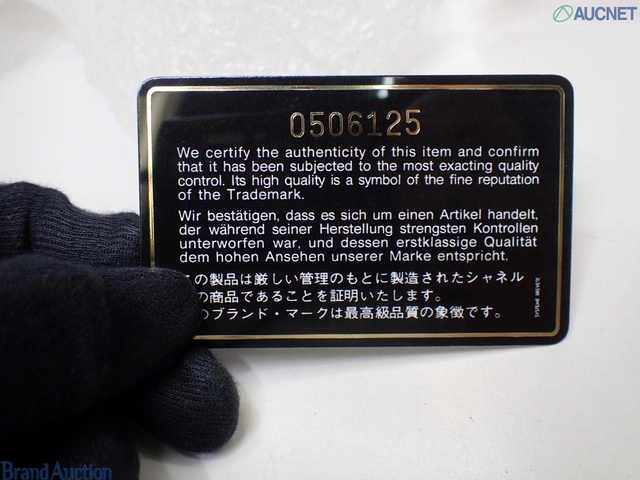 AUCNET
0506125
We certify the authenticity of this item and confirm
that it has been subjected to the most exacting quality
control. Its high quality is a symbol of the fine reputation
of the Trademark.
Wir bestätigen, dass es sich um einen Artikel handelt,
der während seiner Herstellung strengsten Kontrollen
unterworfen war, und dessen erstklassige Qualität
dem hohen Ansehen unserer Marke entspricht.
この製品は厳しい管理のもとに製造されたシャネル
の商品であることを証明いたします。
のブランド・マークは最高級品質の象徴です。
Brand Auction